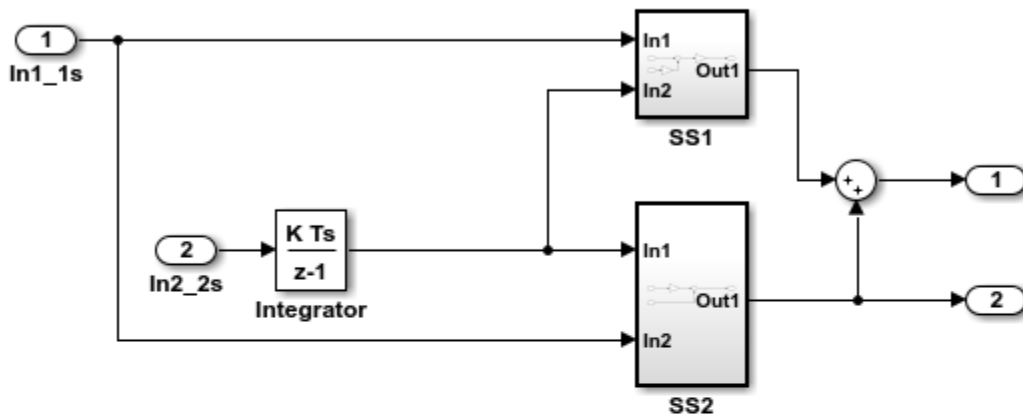 1
In1_1s
In1
In2
Out1
SS1
+
+
1
2
In2_2s
K Ts
z-1
Integrator
In1
Out1
In2
SS2
2